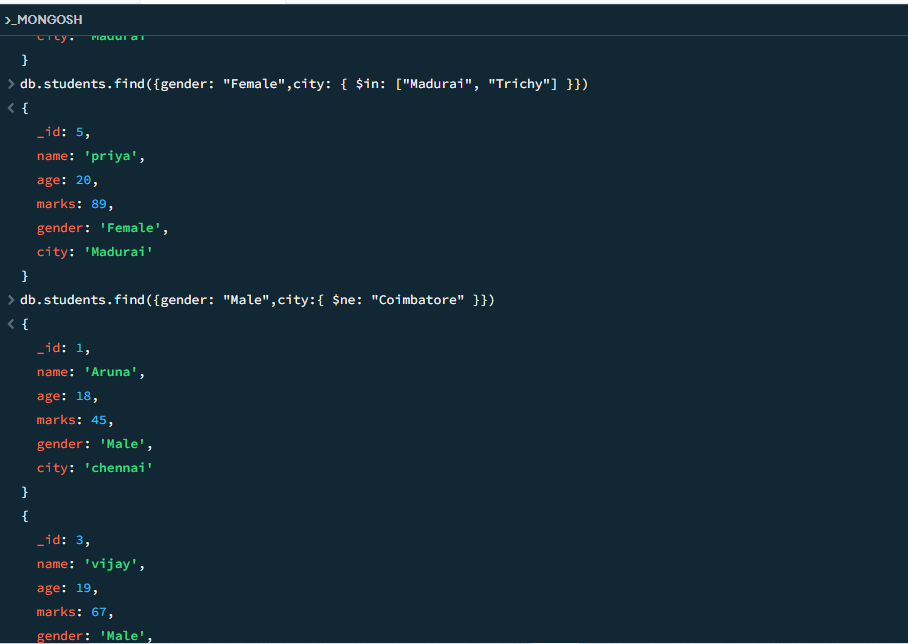 >_MONGOSH
city: 'Madurai'
}
> db.students.find({gender: "Female",city: { $in: ["Madurai", "Trichy"] }})
< {
_id: 5,
name: 'priya',
age: 20,
marks: 89,
gender: 'Female',
city: 'Madurai'
}
> db.students.find({gender: "Male",city:{ $ne: "Coimbatore" }})
< {
_id: 1,
name: 'Aruna',
age: 18,
marks: 45,
gender: 'Male',
city: 'chennai'
}
{
_id: 3,
name: 'vijay',
age: 19,
marks: 67,
gender: 'Male',